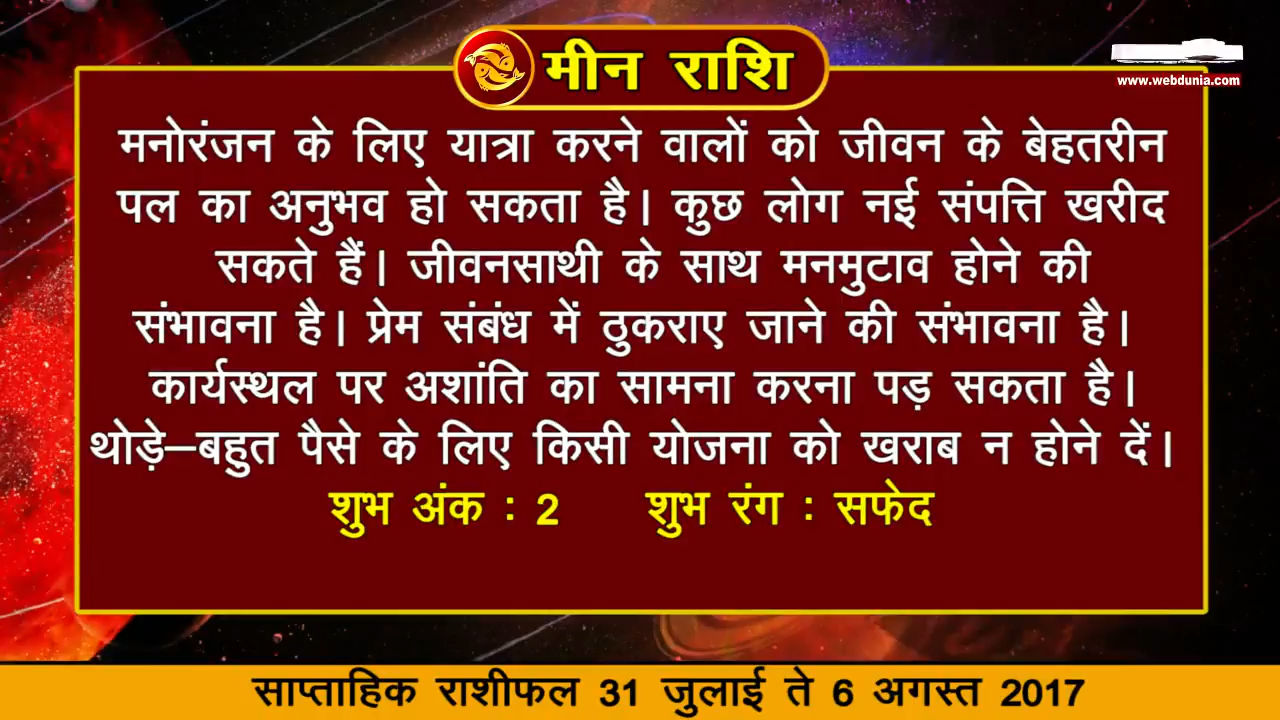 मीन राशि
www.webdunia.com
मनोरंजन के लिए यात्रा करने वालों को जीवन के बेहतरीन
पल का अनुभव हो सकता है। कुछ लोग नई संपत्ति खरीद
सकते हैं। जीवनसाथी के साथ मनमुटाव होने की
संभावना है। प्रेम संबंध में ठुकराए जाने की संभावना है।
कार्यस्थल पर अशांति का सामना करना पड़ सकता है।
थोड़े–बहुत पैसे के लिए किसी योजना को खराब न होने दें।
शुभ अंक : 2 शुभ रंग : सफेद
साप्ताहिक राशीफल 31 जुलाई ते 6 अगस्त 2017